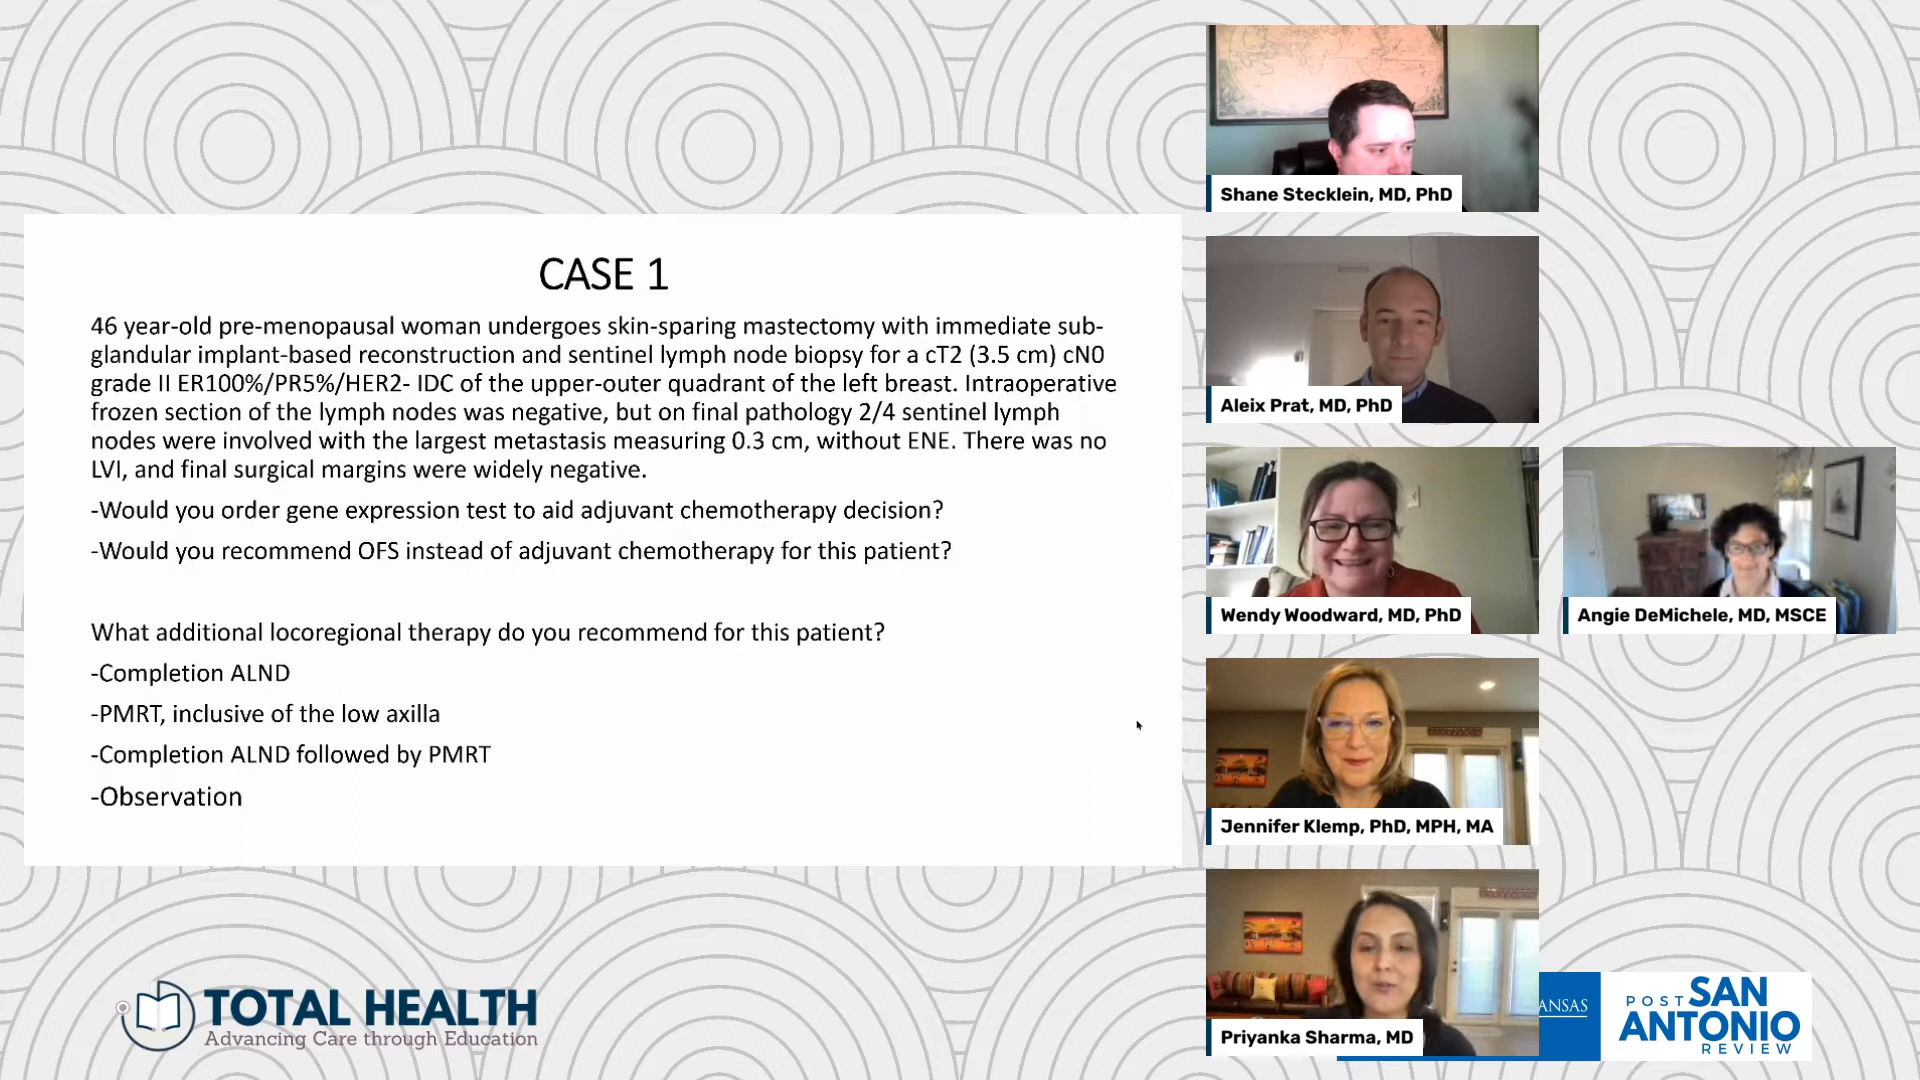 CASE 1
46 year-old pre-menopausal woman undergoes skin-sparing mastectomy with immediate sub-
glandular implant-based reconstruction and sentinel lymph node biopsy for a cT2 (3.5 cm) cN0
grade II ER100%/PR5%/HER2- IDC of the upper-outer quadrant of the left breast. Intraoperative
frozen section of the lymph nodes was negative, but on final pathology 2/4 sentinel lymph
nodes were involved with the largest metastasis measuring 0.3 cm, without ENE. There was no
LVI, and final surgical margins were widely negative.
-Would you order gene expression test to aid adjuvant chemotherapy decision?
-Would you recommend OFS instead of adjuvant chemotherapy for this patient?
What additional locoregional therapy do you recommend for this patient?
-Completion ALND
-PMRT, inclusive of the low axilla
-Completion ALND followed by PMRT
-Observation
Shane Stecklein, MD, PhD
Aleix Prat, MD, PhD
Wendy Woodward, MD, PhD
Angie DeMichele, MD, MSCE
Jennifer Klemp, PhD, MPH, MA
Priyanka Sharma, MD
TOTAL HEALTH
Advancing Care through Education
ANSAS
POST SAN
ANTONIO
REVIEW